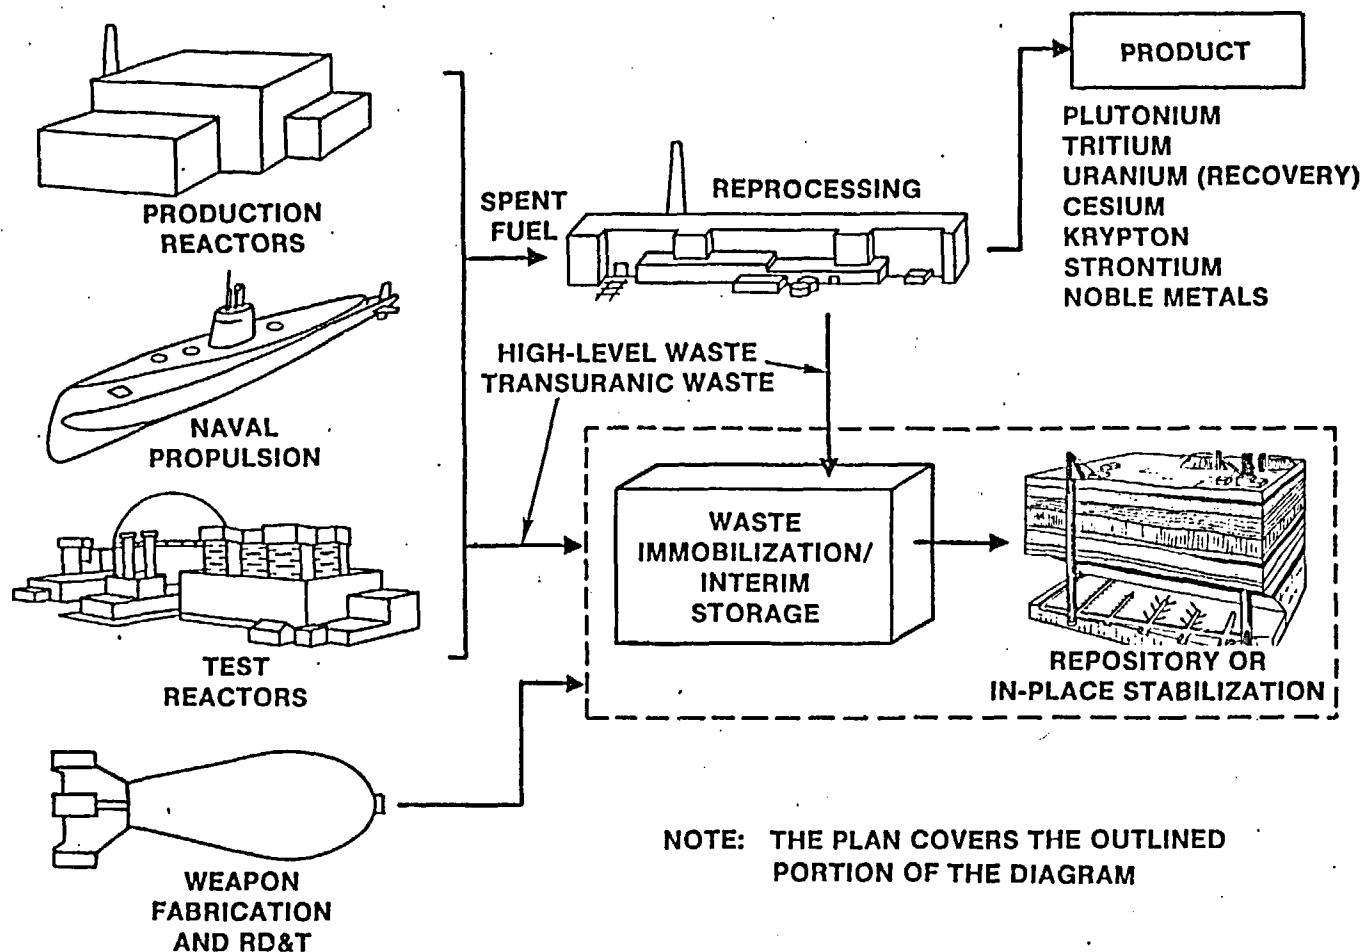 PRODUCT
PLUTONIUM
TRITIUM
URANIUM (RECOVERY)
CESIUM
KRYPTON
STRONTIUM
NOBLE METALS
REPROCESSING
SPENT
FUEL
PRODUCTION
REACTORS
HIGH-LEVEL WASTE
TRANSURANIC WASTE
NAVAL
PROPULSION
WASTE
IMMOBILIZATION/
INTERIM
STORAGE
REPOSITORY OR
IN-PLACE STABILIZATION
TEST
REACTORS
NOTE: THE PLAN COVERS THE OUTLINED
PORTION OF THE DIAGRAM
WEAPON
FABRICATION
AND RD&T